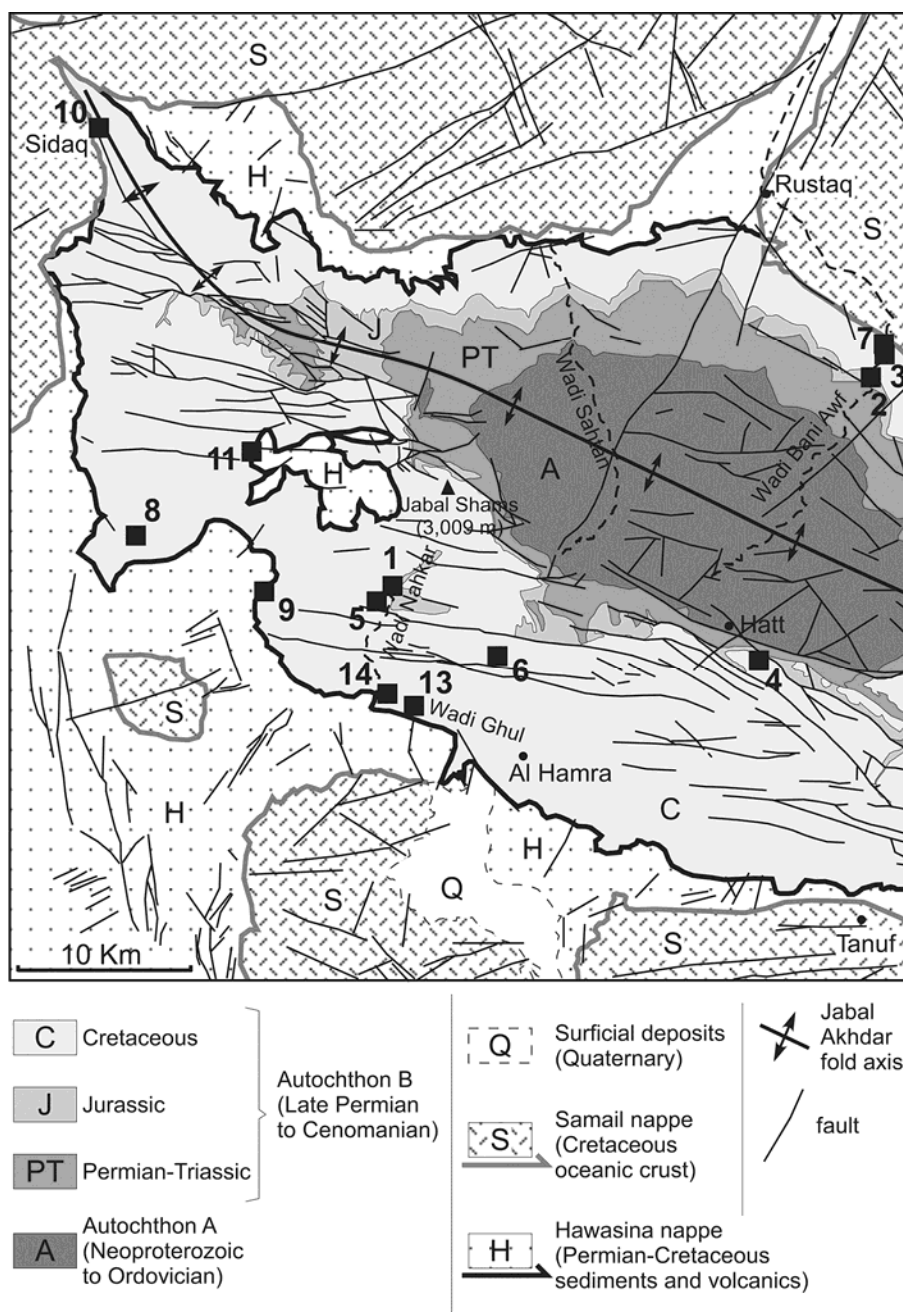 S
10
Sidaq
H
Rustaq
S
J
7
PT
3
2
Wadi Sahtan
Wadi Bani Awf
A
11
H
Jabal Shams
(3,009 m)
8
1
Wadi Nahkar
9
5
Hatt
6
4
14
13
Wadi Ghul
S
Al Hamra
H
C
H
S
Q
S
Tanuf
10 Km
C
Cretaceous
J
Jurassic
PT
Permian-Triassic
Autochthon B
(Late Permian
to Cenomanian)
A
Autochthon A
(Neoproterozoic
to Ordovician)
Q
Surficial deposits
(Quaternary)
S
Samail nappe
(Cretaceous
oceanic crust)
H
Hawasina nappe
(Permian-Cretaceous
sediments and volcanics)
Jabal
Akhdar
fold axis
fault